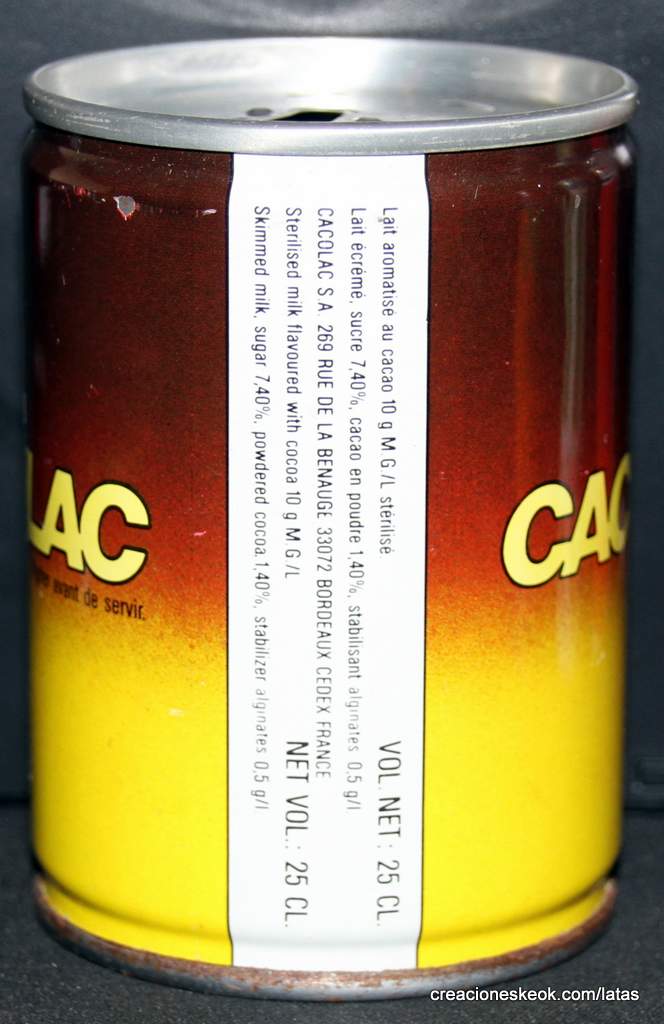 Lait aromatisé au cacao 10 g M.G./L stérilisé VOL. NET : 25 CL.
Lait écrémé, sucre 7,40%, cacao en poudre 1,40%, stabilisant alginates 0,5 g/l
CACOLAC S.A. 269 RUE DE LA BENAUGE 33072 BORDEAUX CEDEX FRANCE
Sterilised milk flavoured with cocoa 10 g M.G./L NET VOL.: 25 CL.
Skimmed milk, sugar 7,40%, powdered cocoa 1,40%, stabilizer alginates 0,5 g/l
LAC
avant de servir.
CAC
creacioneskeok.com/latas